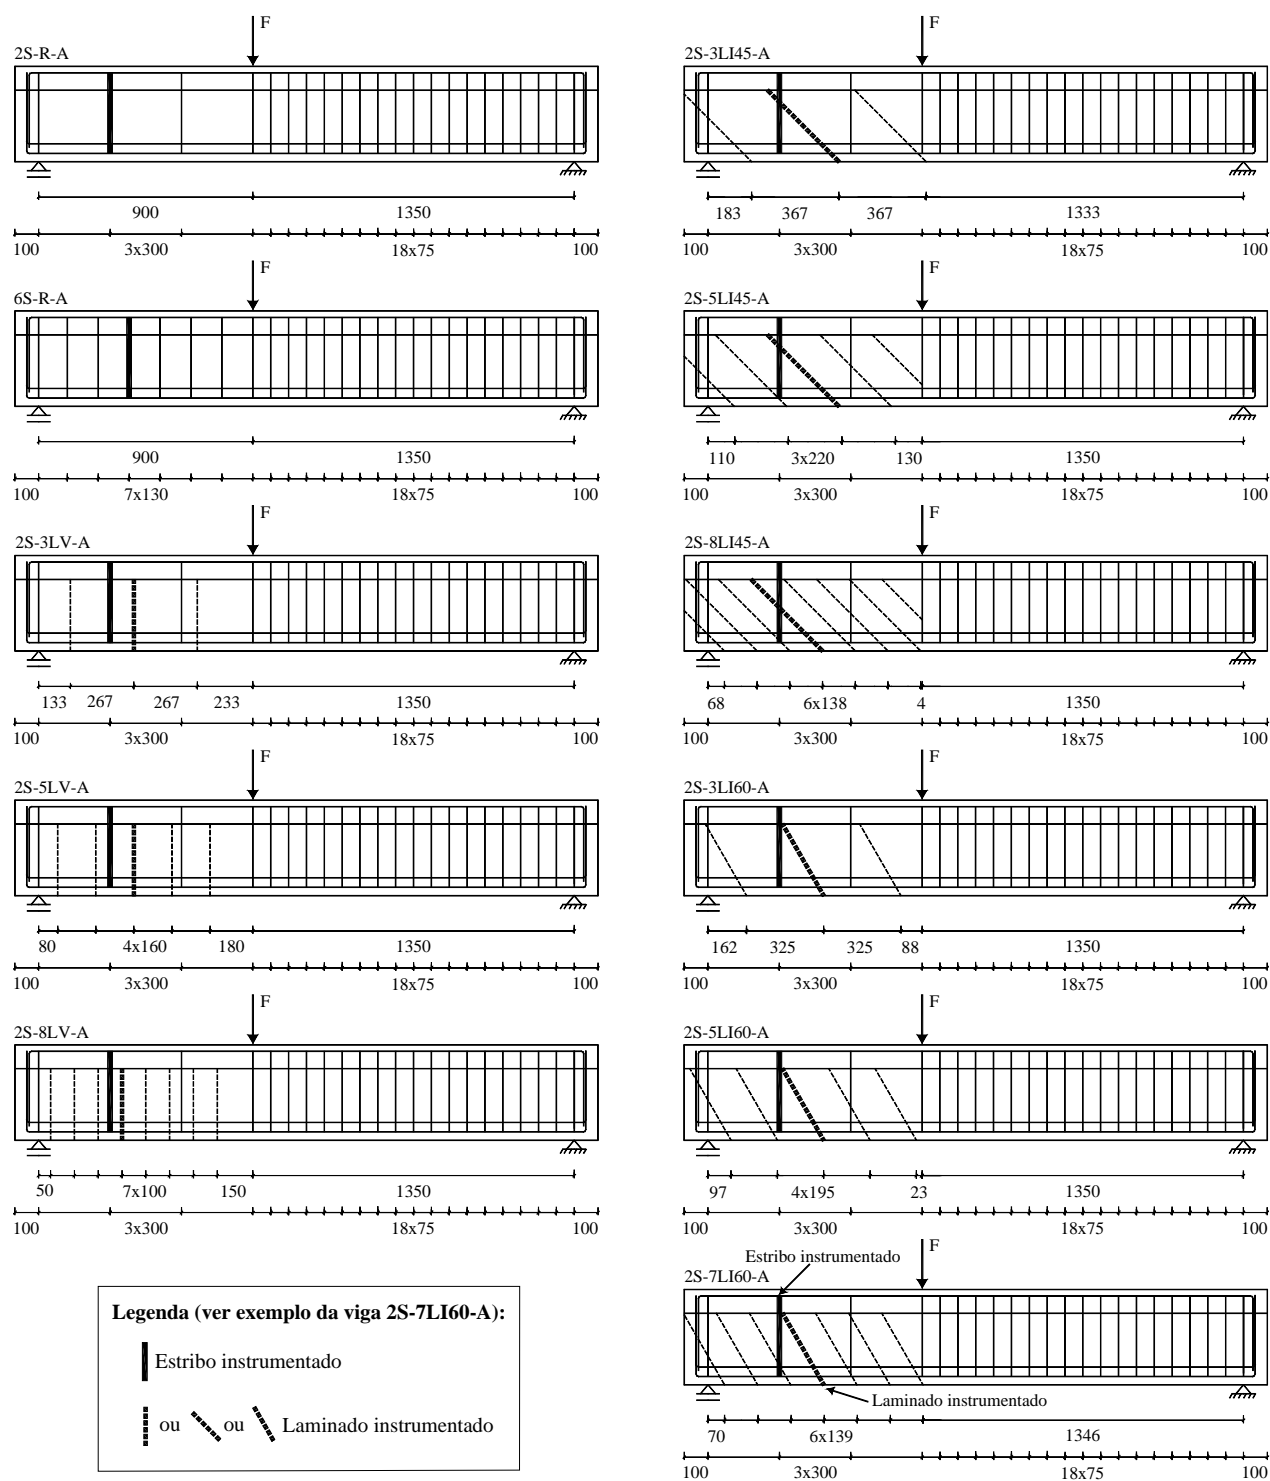 F
2S-R-A
900
1350
100
3x300
18x75
100
F
6S-R-A
900
1350
100
7x130
18x75
100
F
2S-3LV-A
133
267
267
233
1350
100
3x300
18x75
100
F
2S-5LV-A
80
4x160
180
1350
100
3x300
18x75
100
F
2S-8LV-A
50
7x100
150
1350
100
3x300
18x75
100
Legenda (ver exemplo da viga 2S-7LI60-A):
Estribo instrumentado
ou
ou
Laminado instrumentado
F
2S-3LI45-A
183
367
367
1333
100
3x300
18x75
100
F
2S-5LI45-A
110
3x220
130
1350
100
3x300
18x75
100
F
2S-8LI45-A
68
6x138
4
1350
100
3x300
18x75
100
F
2S-3LI60-A
162
325
325
88
1350
100
3x300
18x75
100
F
2S-5LI60-A
97
4x195
23
1350
100
3x300
18x75
100
F
Estribo instrumentado
2S-7LI60-A
Laminado instrumentado
70
6x139
1346
100
3x300
18x75
100